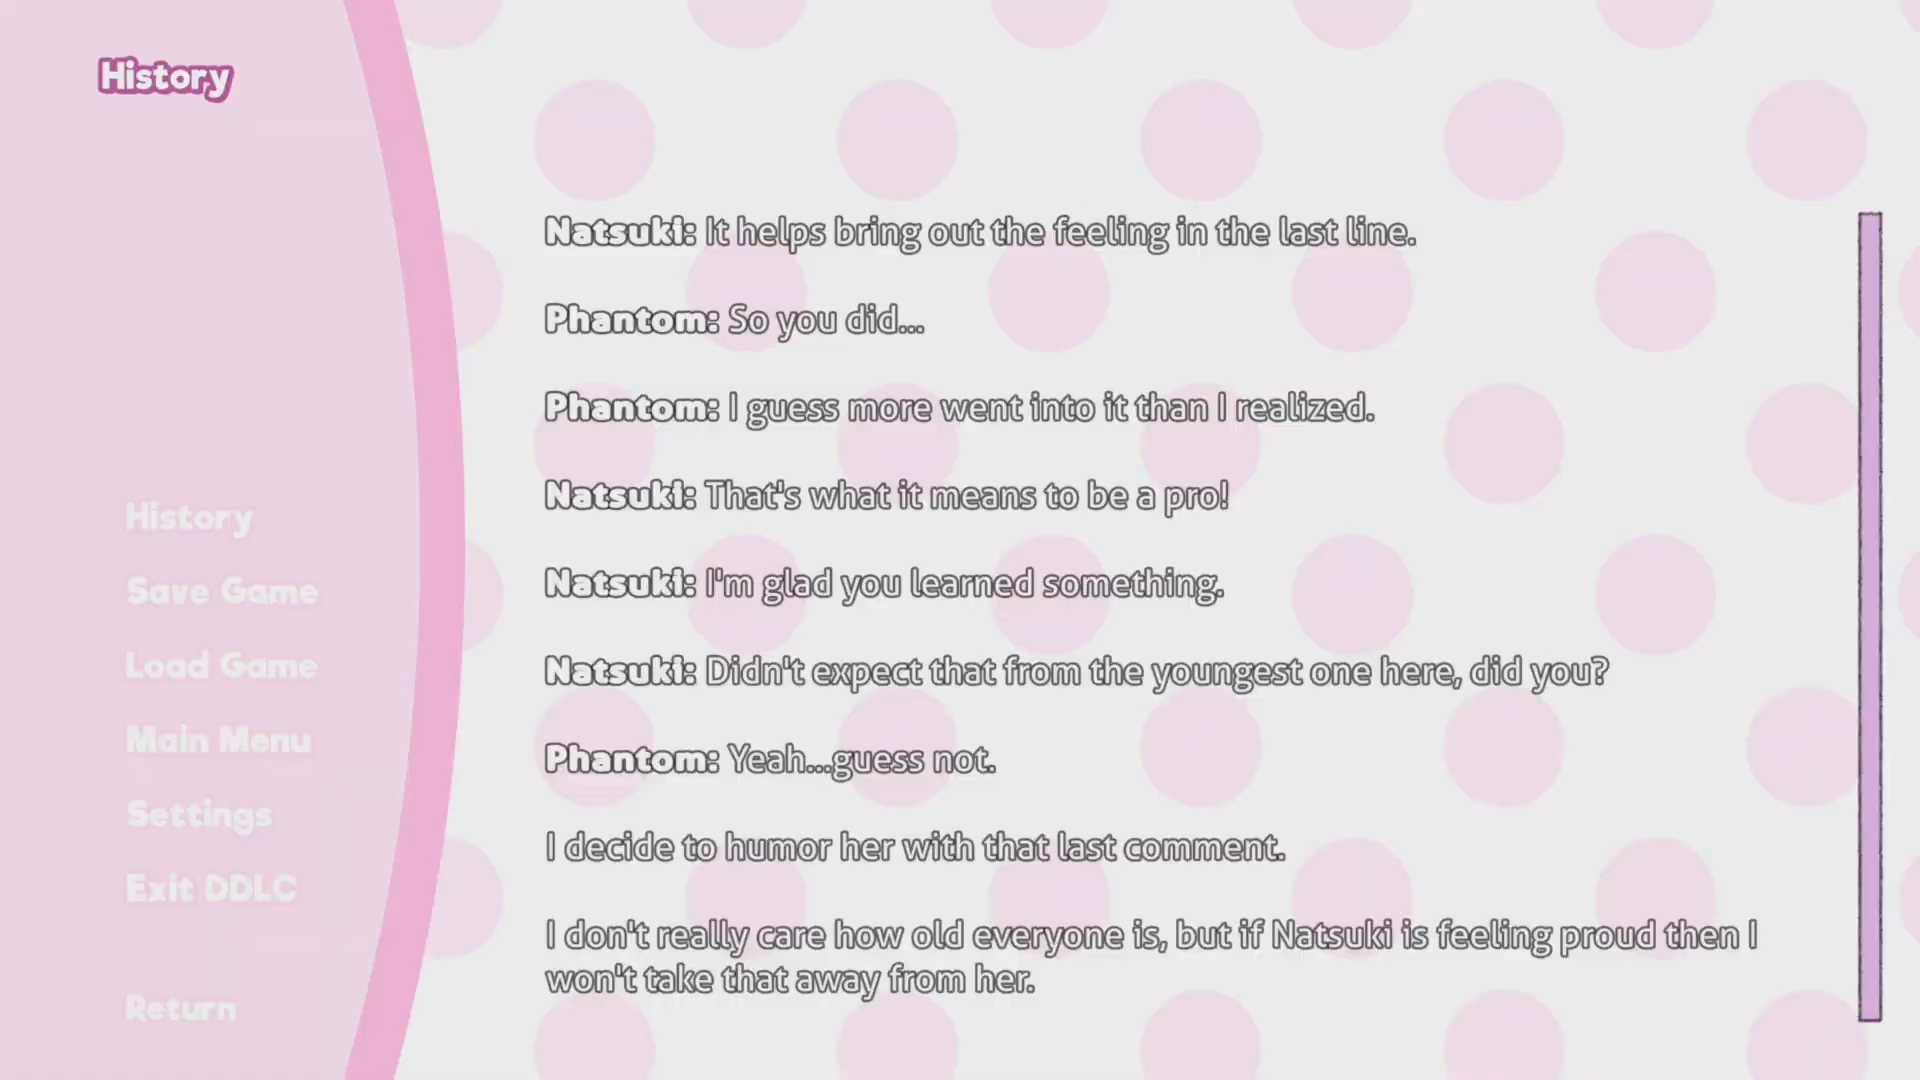 History
Natsuki: It helps bring out the feeling in the last line.
Phantom: So you did...
Phantom: I guess more went into it than I realized.
Natsuki: That's what it means to be a pro!
Natsuki: I'm glad you learned something.
Natsuki: Didn't expect that from the youngest one here, did you?
Phantom: Yeah...guess not.
I decide to humor her with that last comment.
I don't really care how old everyone is, but if Natsuki is feeling proud then I
won't take that away from her.
History
Save Game
Load Game
Main Menu
Settings
Exit DDLC
Return